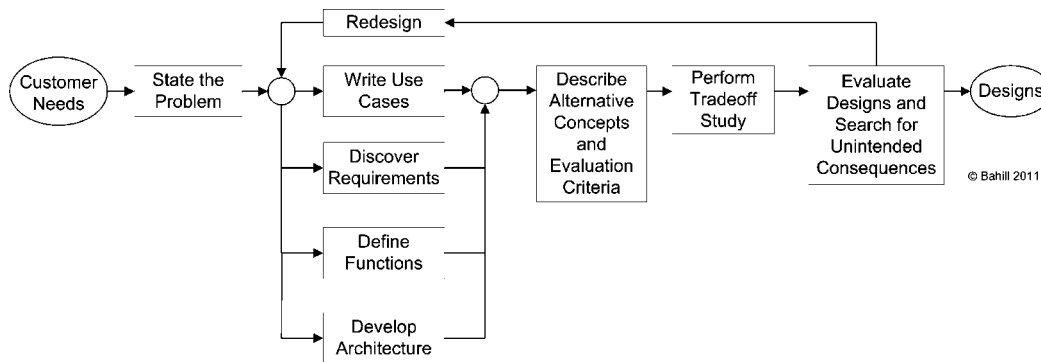 Redesign
Customer
Needs
State the
Problem
Write Use
Cases
Describe
Alternative
Concepts
and
Evaluation
Criteria
Perform
Tradeoff
Study
Evaluate
Designs and
Search for
Unintended
Consequences
Designs
© Bahill 2011
Discover
Requirements
Define
Functions
Develop
Architecture